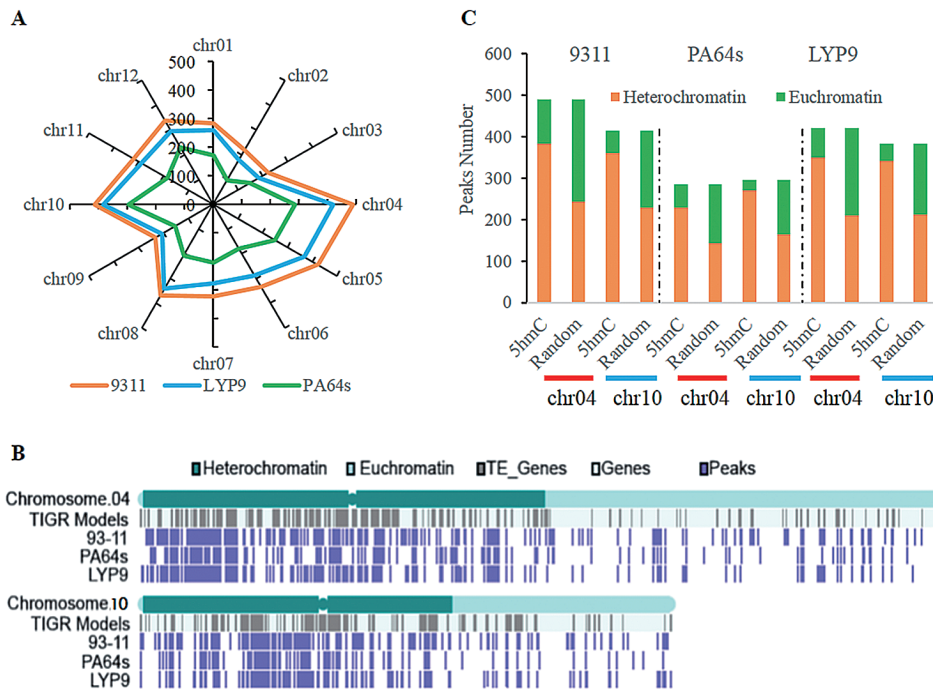 A
chr01
chr02
chr03
chr04
chr05
chr06
chr07
chr08
chr09
chr10
chr11
chr12
500
400
300
200
100
0
9311 LYP9 PA64s
C
600
500
400
300
200
100
0
Peaks Number
9311 PA64s LYP9
Heterochromatin Euchromatin
5hmC Random 5hmC Random 5hmC Random 5hmC Random 5hmC Random 5hmC Random
chr04 chr10 chr04 chr10 chr04 chr10
B
Heterochromatin Euchromatin TE_Genes Genes Peaks
Chromosome.04
TIGR Models
93-11
PA64s
LYP9
Chromosome.10
TIGR Models
93-11
PA64s
LYP9